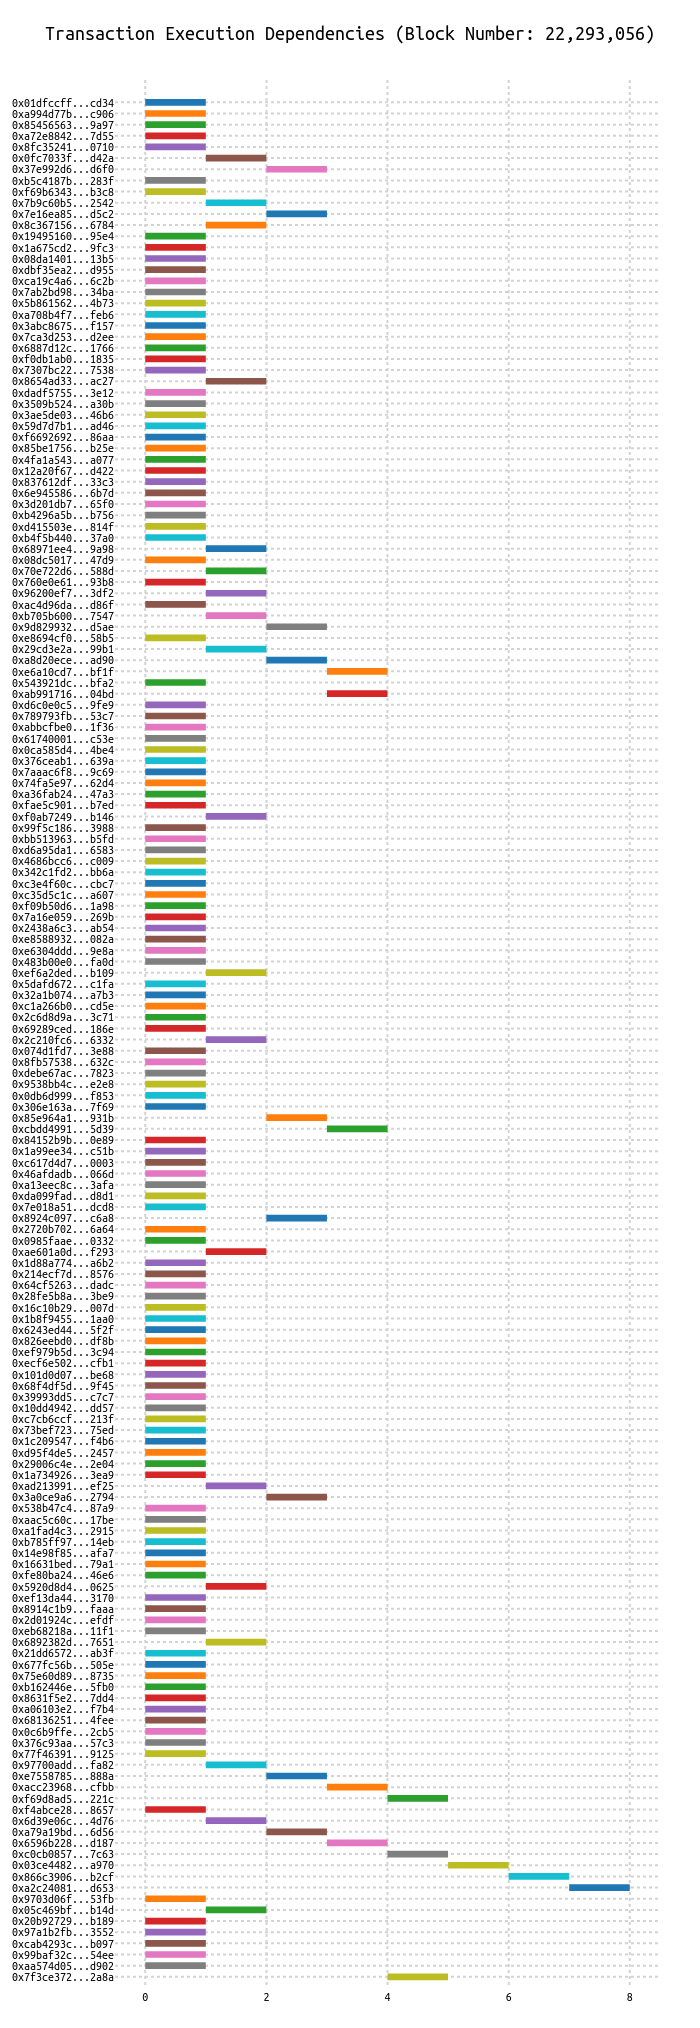 Transaction Execution Dependencies (Block Number: 22,293,056)
0x01dfccff...cd34
0xa994d77b...c906
0x85456563...9a97
0xa72e8842...7d55
0x8fc35241...0710
0x0fc7033f...d42a
0x37e992d6...d6f0
0xb5c4187b...283f
0xf69b6343...b3c8
0x7b9c60b5...2542
0x7e16ea85...d5c2
0x8c367156...6784
0x19495160...95e4
0x1a675cd2...9fc3
0x08da1401...13b5
0xdbf35ea2...d955
0xca19c4a6...6c2b
0x7ab2bd98...34ba
0x5b861562...4b73
0xa708b4f7...feb6
0x3abc8675...f157
0x7ca3d253...d2ee
0x6887d12c...1766
0xf0db1ab0...1835
0x7307bc22...7538
0x8654ad33...ac27
0xdadf5755...3e12
0x3509b524...a30b
0x3ae5de03...46b6
0x59d7d7b1...ad46
0xf6692692...86aa
0x85be1756...b25e
0x4fa1a543...a077
0x12a20f67...d422
0x837612df...33c3
0x6e945586...6b7d
0x3d201db7...65f0
0xb4296a5b...b756
0xd415503e...814f
0xb4f5b440...37a0
0x68971ee4...9a98
0x08dc5017...47d9
0x70e722d6...588d
0x760e0e61...93b8
0x96200ef7...3df2
0xac4d96da...d86f
0xb705b600...7547
0x9d829932...d5ae
0xe8694cf0...58b5
0x29cd3e2a...99b1
0xa8d20ece...ad90
0xe6a10cd7...bf1f
0x543921dc...bfa2
0xab991716...04bd
0xd6c0e0c5...9fe9
0x789793fb...53c7
0xabbcfbe0...1f36
0x61740001...c53e
0x0ca585d4...4be4
0x376ceab1...639a
0x7aaac6f8...9c69
0x74fa5e97...62d4
0xa36fab24...47a3
0xfae5c901...b7ed
0xf0ab7249...b146
0x99f5c186...3988
0xbb513963...b5fd
0xd6a95da1...6583
0x4686bcc6...c009
0x342c1fd2...bb6a
0xc3e4f60c...cbc7
0xc35d5c1c...a607
0xf09b50d6...1a98
0x7a16e059...269b
0x2438a6c3...ab54
0xe8588932...082a
0xe6304ddd...9e8a
0x483b00e0...fa0d
0xef6a2ded...b109
0x5dafd672...c1fa
0x32a1b074...a7b3
0xc1a266b0...cd5e
0x2c6d8d9a...3c71
0x69289ced...186e
0x2c210fc6...6332
0x074d1fd7...3e88
0x8fb57538...632c
0xdebe67ac...7823
0x9538bb4c...e2e8
0x0db6d999...f853
0x306e163a...7f69
0x85e964a1...931b
0xcbdd4991...5d39
0x84152b9b...0e89
0x1a99ee34...c51b
0xc617d4d7...0003
0x46afdadb...066d
0xa13eec8c...3afa
0xda099fad...d8d1
0x7e018a51...dcd8
0x8924c097...c6a8
0x2720b702...6a64
0x0985faae...0332
0xae601a0d...f293
0x1d88a774...a6b2
0x214ecf7d...8576
0x64cf5263...dadc
0x28fe5b8a...3be9
0x16c10b29...007d
0x1b8f9455...1aa0
0x6243ed44...5f2f
0x826eebd0...df8b
0xef979b5d...3c94
0xecf6e502...cfb1
0x101d0d07...be68
0x68f4df5d...9f45
0x39993dd5...c7c7
0x10dd4942...dd57
0xc7cb6ccf...213f
0x73bef723...75ed
0x1c209547...f4b6
0xd95f4de5...2457
0x29006c4e...2e04
0x1a734926...3ea9
0xad213991...ef25
0x3a0ce9a6...2794
0x538b47c4...87a9
0xaac5c60c...17be
0xa1fad4c3...2915
0xb785ff97...14eb
0x14e98f85...afa7
0x16631bed...79a1
0xfe80ba24...46e6
0x5920d8d4...0625
0xef13da44...3170
0x8914c1b9...faaa
0x2d01924c...efdf
0xeb68218a...11f1
0x6892382d...7651
0x21dd6572...ab3f
0x677fc56b...505e
0x75e60d89...8735
0xb162446e...5fb0
0x8631f5e2...7dd4
0xa06103e2...f7b4
0x68136251...4fee
0x0c6b9ffe...2cb5
0x376c93aa...57c3
0x77f46391...9125
0x97700add...fa82
0xe7558785...888a
0xacc23968...cfbb
0xf69d8ad5...221c
0xf4abce28...8657
0x6d39e06c...4d76
0xa79a19bd...6d56
0x6596b228...d187
0xc0cb0857...7c63
0x03ce4482...a970
0x866c3906...b2cf
0xa2c24081...d653
0x9703d06f...53fb
0x05c469bf...b14d
0x20b92729...b189
0x97a1b2fb...3552
0xcab4293c...b097
0x99baf32c...54ee
0xaa574d05...d902
0x7f3ce372...2a8a
0 2 4 6 8